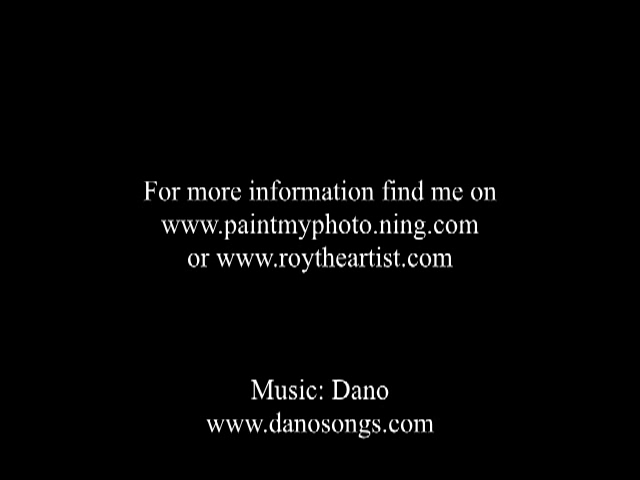 For more information find me on
www.paintmyphoto.ning.com
or www.roytheartist.com
Music: Dano
www.danosongs.com